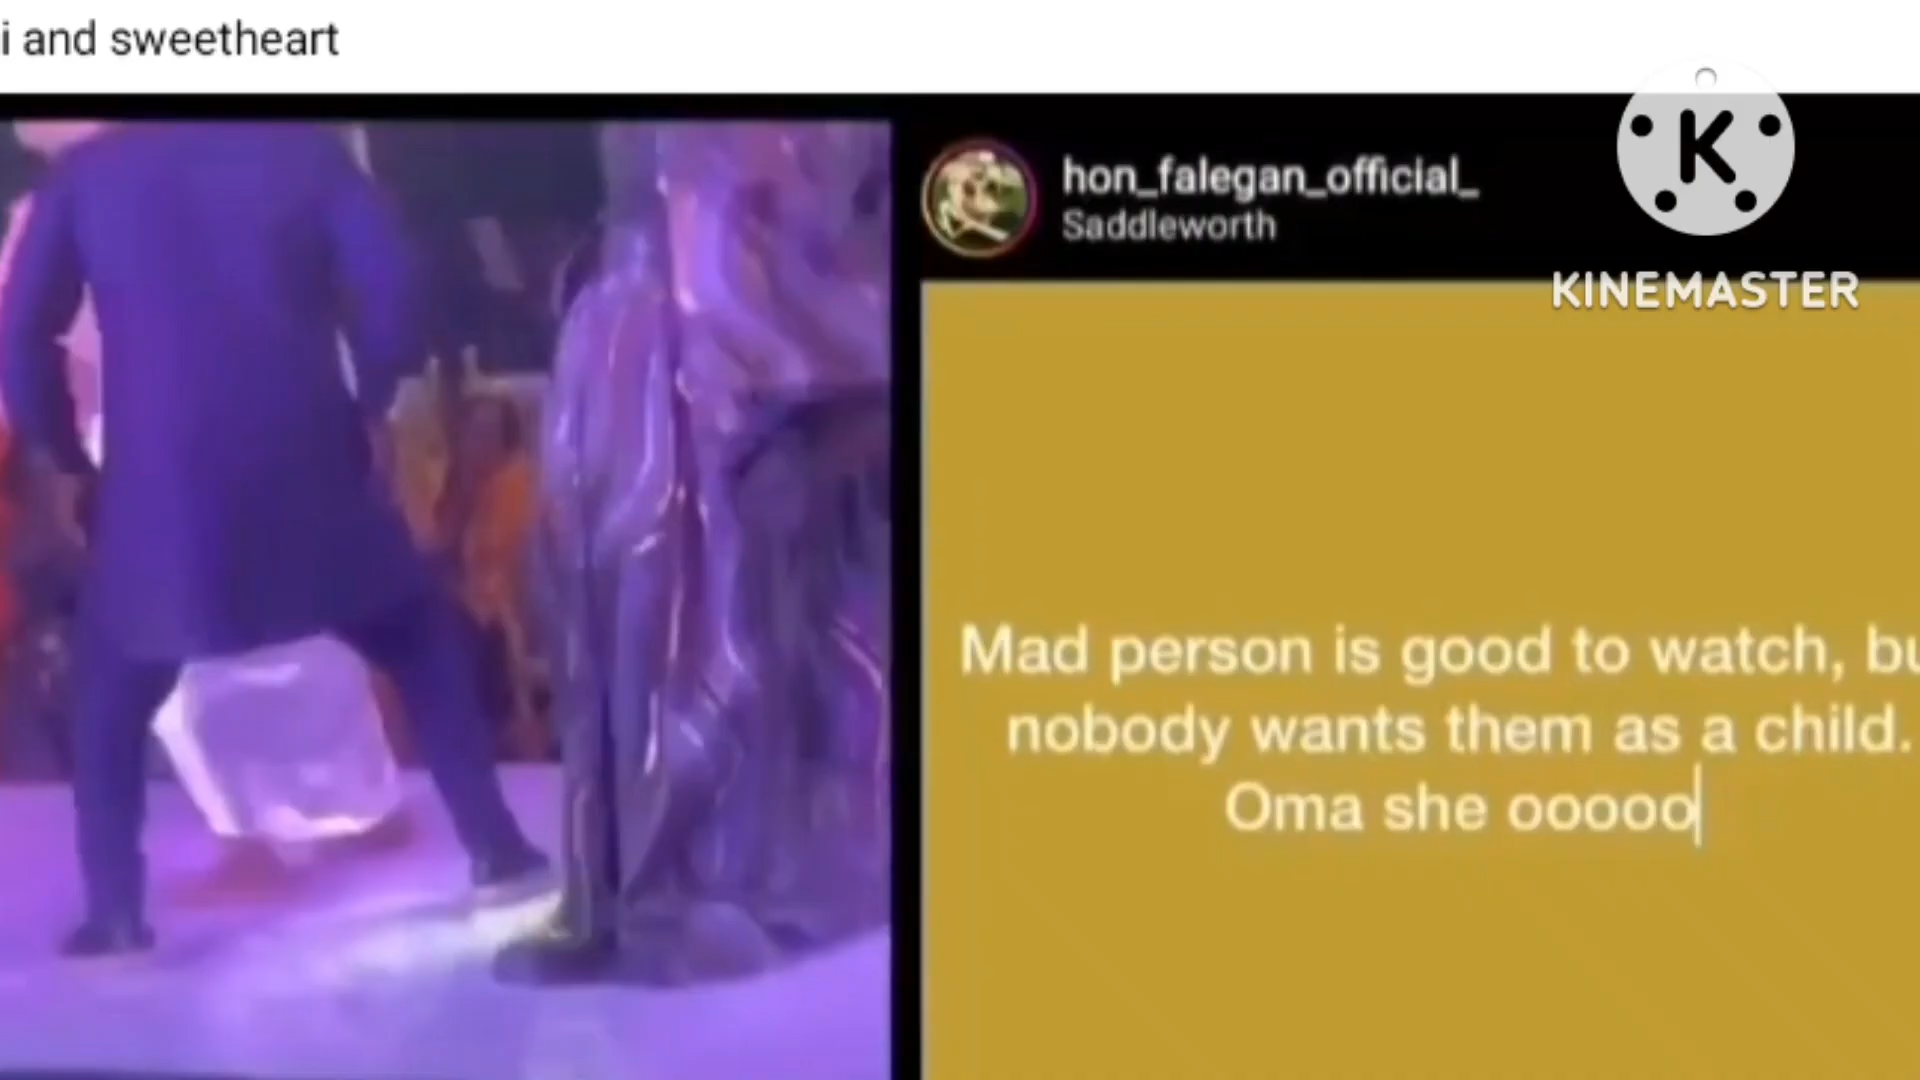 i and sweetheart
hon_falegan_official_
Saddleworth
K
KINEMASTER
Mad person is good to watch, bu
nobody wants them as a child.
Oma she ooooo